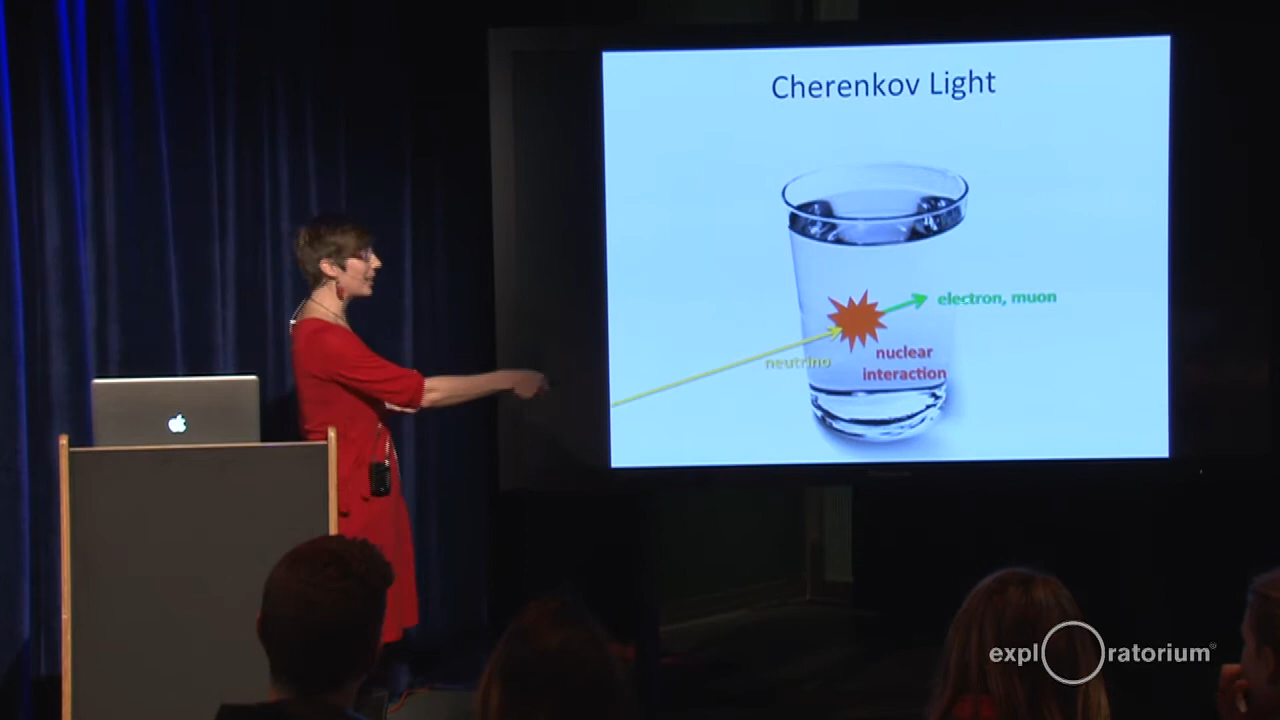 Cherenkov Light
electron, muon
neutrino
nuclear
interaction
expl ratorium®